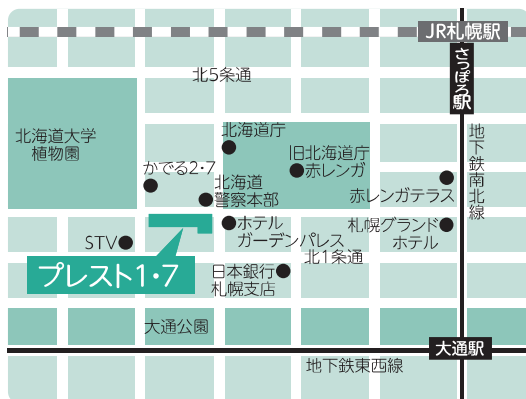 JR札幌駅
さっぽろ駅
北5条通
北海道庁
北海道大学
植物園
旧北海道庁
赤レンガ
地下鉄南北線
かでる2・7
北海道
警察本部
赤レンガテラス
ホテル
ガーデンパレス
札幌グランド
ホテル
STV
北1条通
プレスト1・7
日本銀行
札幌支店
大通公園
大通駅
地下鉄東西線